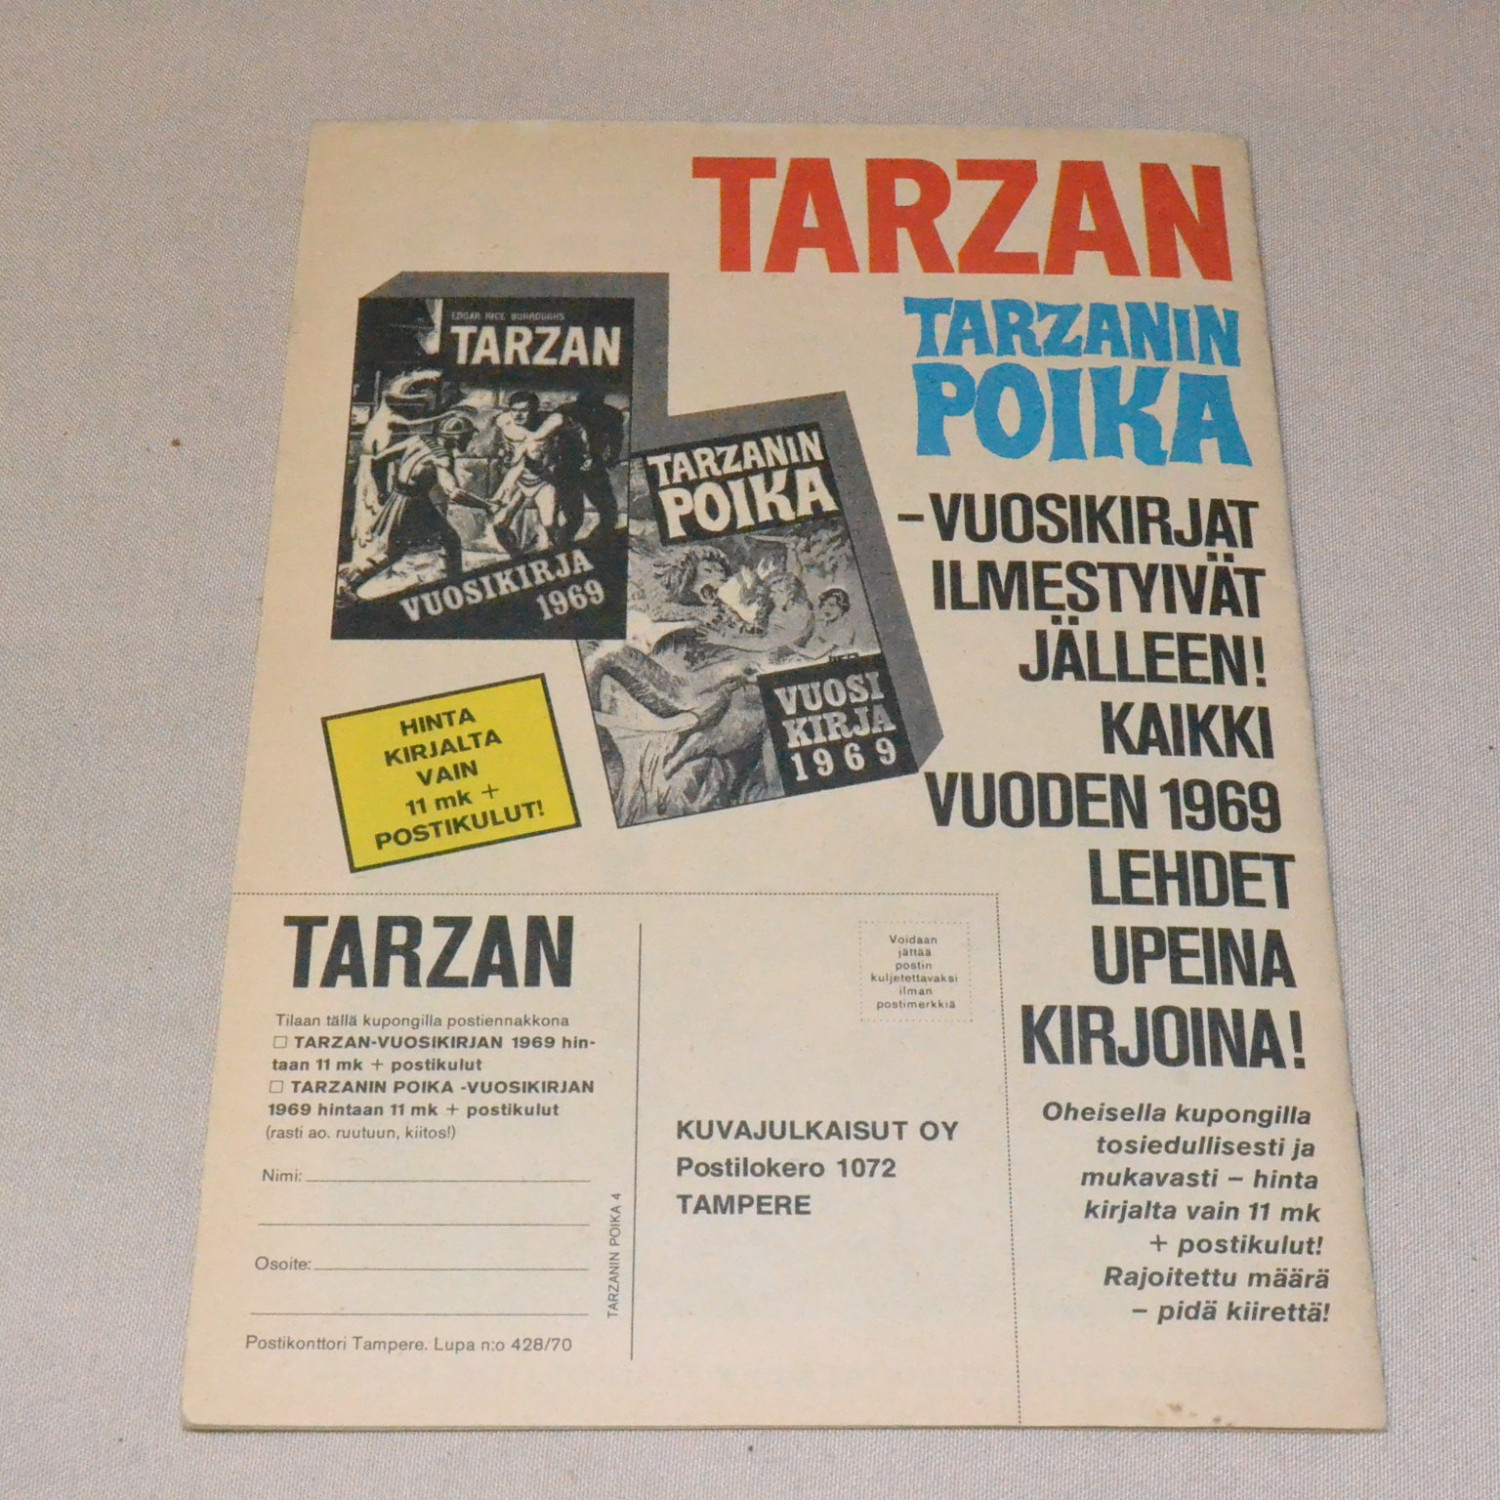 TARZAN
TARZANIN
POIKA
-VUOSIKIRJAT
ILMESTYIVÄT
JÄLLEEN!
KAIKKI
VUODEN 1969
LEHDET
UPEINA
KIRJOINA!
Oheisella kupongilla
tosiedullisesti ja
mukavasti – hinta
kirjalta vain 11 mk
+ postikulut!
Rajoitettu määrä
– pidä kiirettä!
EDGAR RICE BURROUGHS
TARZAN
VUOSIKIRJA
1969
TARZANIN
POIKA
VUOSI
KIRJA
1969
HINTA
KIRJALTA
VAIN
11 mk +
POSTIKULUT!
TARZAN
Tilaan tällä kupongilla postiennakkona
□ TARZAN-VUOSIKIRJAN 1969 hin-
taan 11 mk + postikulut
□ TARZANIN POIKA -VUOSIKIRJAN
1969 hintaan 11 mk + postikulut
(rasti ao. ruutuun, kiitos!)
Nimi:
Osoite:
Postikonttori Tampere. Lupa n:o 428/70
TARZANIN POIKA 4
Voidaan
jättää
postin
kuljetettavaksi
ilman
postimerkkiä
KUVAJULKAISUT OY
Postilokero 1072
TAMPERE